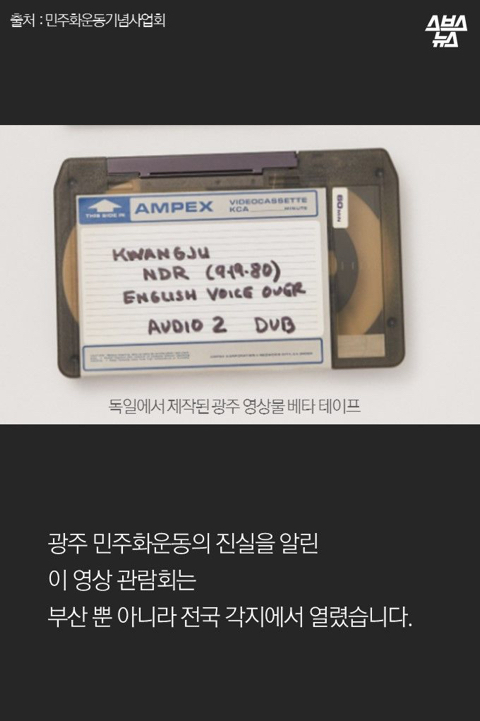 출처 : 민주화운동기념사업회
스브스
뉴스
THIS SIDE IN
AMPEX
VIDEOCASSETTE
KCA MINUTE
60 MIN
KWANGJU
NDR (9.19.80)
ENGLISH VOICE OVER
AUDIO 2 DUB
독일에서 제작된 광주 영상물 베타 테이프
광주 민주화운동의 진실을 알린
이 영상 관람회는
부산 뿐 아니라 전국 각지에서 열렸습니다.